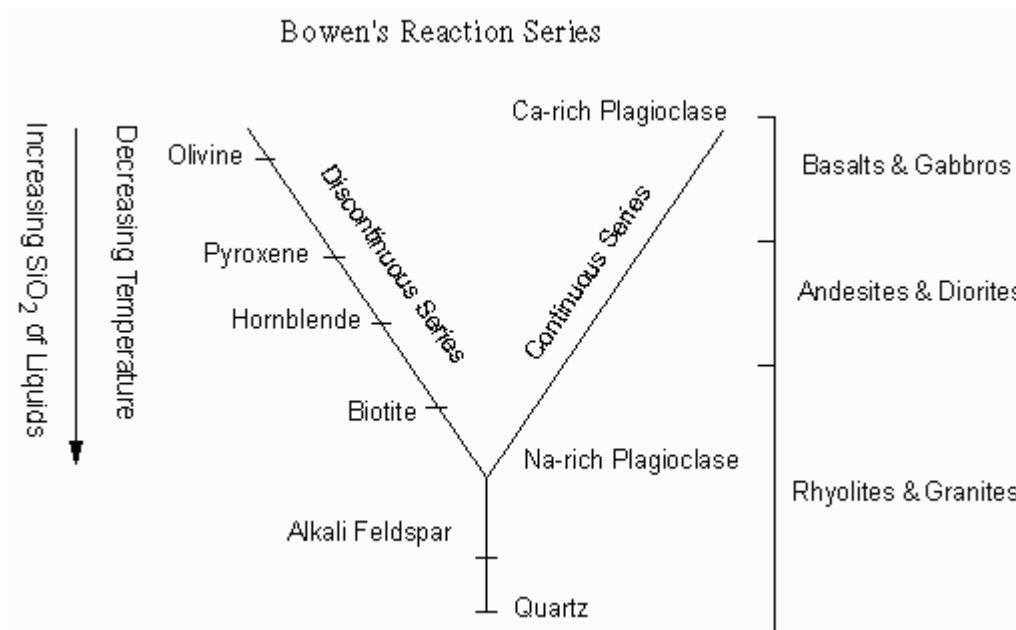 Bowen's Reaction Series
Increasing SiO₂ of Liquids
Decreasing Temperature
Olivine
Pyroxene
Hornblende
Biotite
Discontinuous Series
Continuous Series
Ca-rich Plagioclase
Na-rich Plagioclase
Alkali Feldspar
Quartz
Basalts & Gabbros
Andesites & Diorites
Rhyolites & Granites